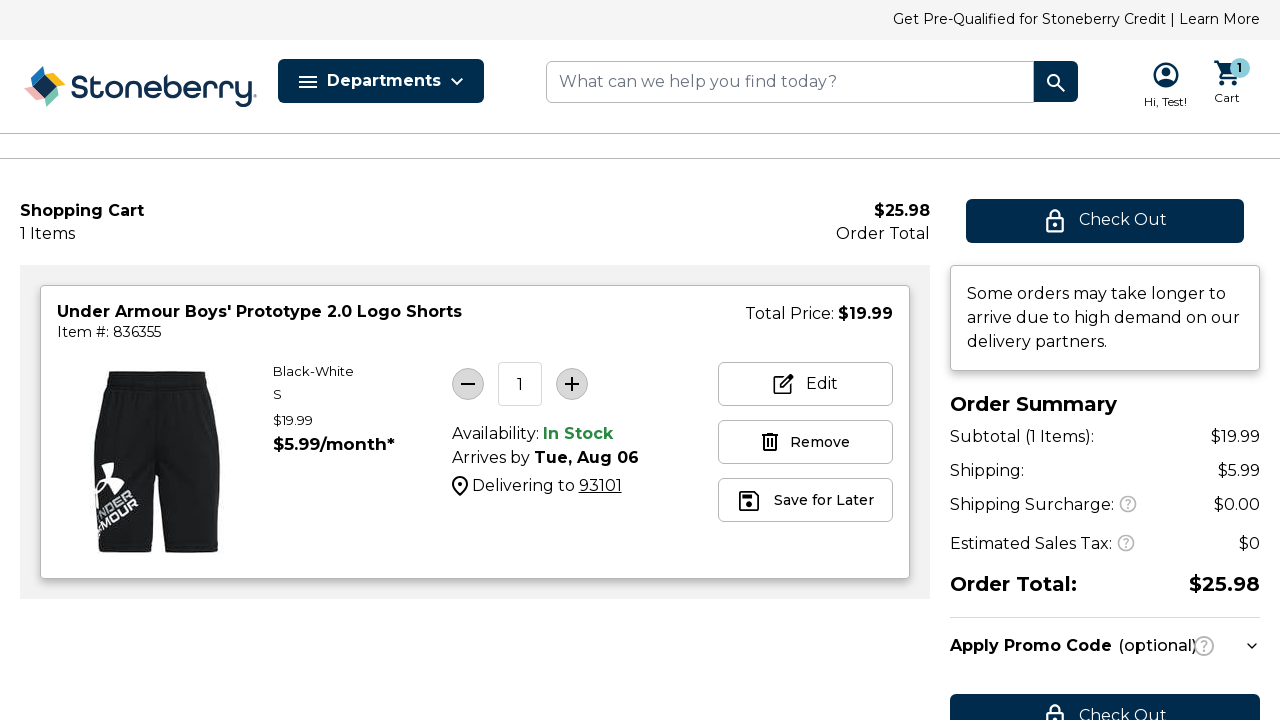 Get Pre-Qualified for Stoneberry Credit | Learn More
Stoneberry
Departments
What can we help you find today?
Hi, Test!
1
Cart
Shopping Cart
1 Items
$25.98
Order Total
Check Out
Under Armour Boys' Prototype 2.0 Logo Shorts
Item #: 836355
Total Price: $19.99
UNDER
ARMOUR
Black-White
S
$19.99
$5.99/month*
1
Availability: In Stock
Arrives by Tue, Aug 06
Delivering to 93101
Edit
Remove
Save for Later
Some orders may take longer to
arrive due to high demand on our
delivery partners.
Order Summary
Subtotal (1 Items): $19.99
Shipping: $5.99
Shipping Surcharge: ? $0.00
Estimated Sales Tax: ? $0
Order Total: $25.98
Apply Promo Code (optional) ?
Check Out